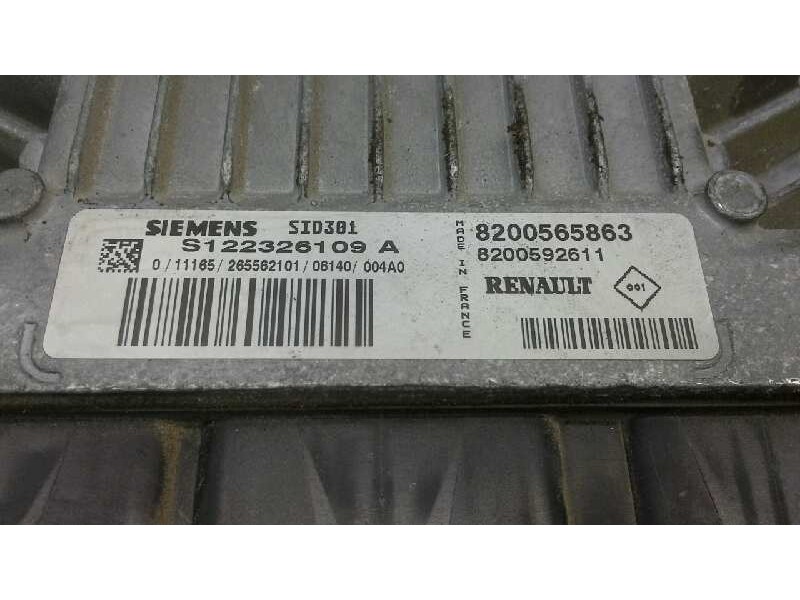 SIEMENS SID301
S122326109 A
0/11165/265562101/06140/004A0
MADE IN FRANCE
8200565863
8200592611
RENAULT 001